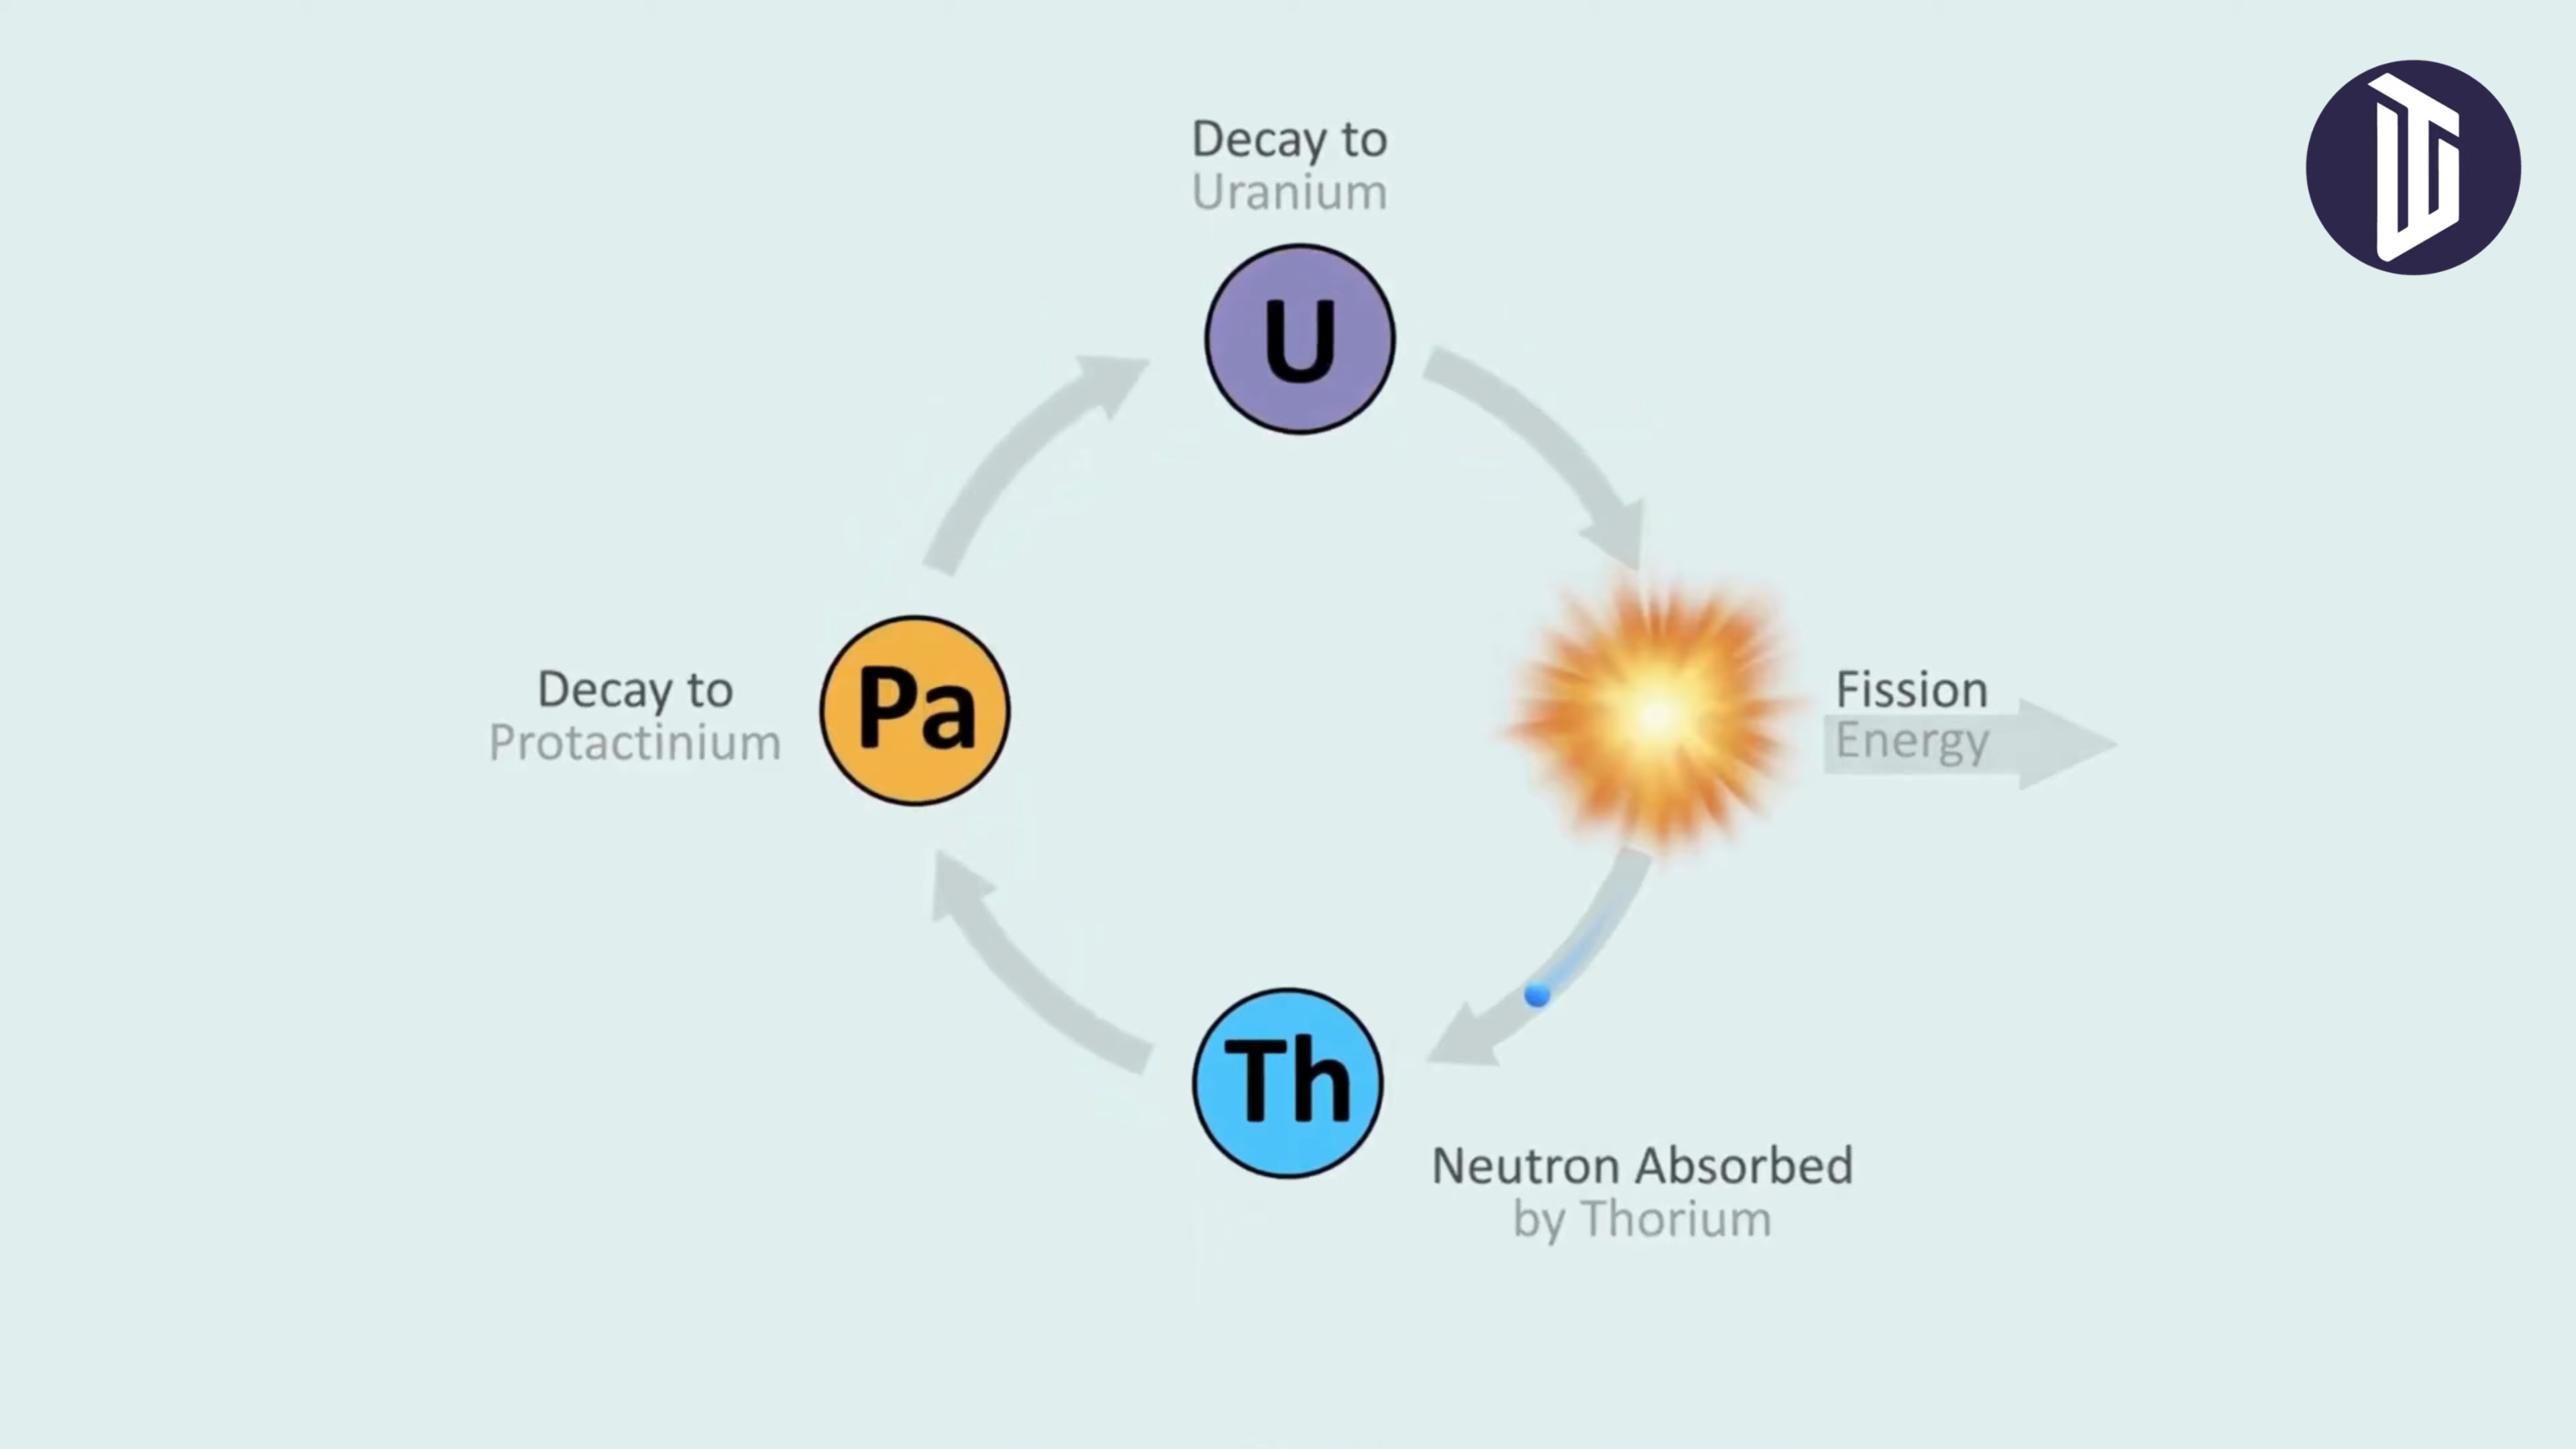 Decay to
Uranium
U
Decay to
Protactinium
Pa
Fission
Energy
Th
Neutron Absorbed
by Thorium